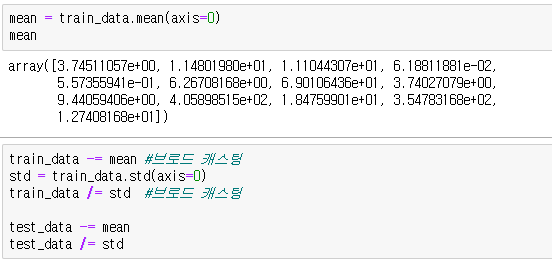 mean = train_data.mean(axis=0)
mean
array([3.74511057e+00, 1.14801980e+01, 1.11044307e+01, 6.18811881e-02,
5.57355941e-01, 6.26708168e+00, 6.90106436e+01, 3.74027079e+00,
9.44059406e+00, 4.05898515e+02, 1.84759901e+01, 3.54783168e+02,
1.27408168e+01])
train_data -= mean #브로드 캐스팅
std = train_data.std(axis=0)
train_data /= std  #브로드 캐스팅
test_data -= mean
test_data /= std